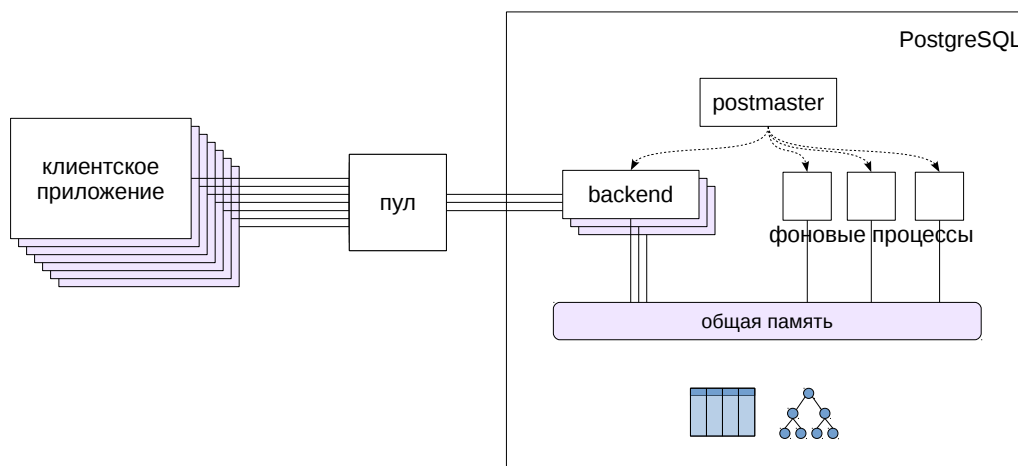 PostgreSQL
postmaster
клиентское
приложение
пул
backend
фоновые процессы
общая память